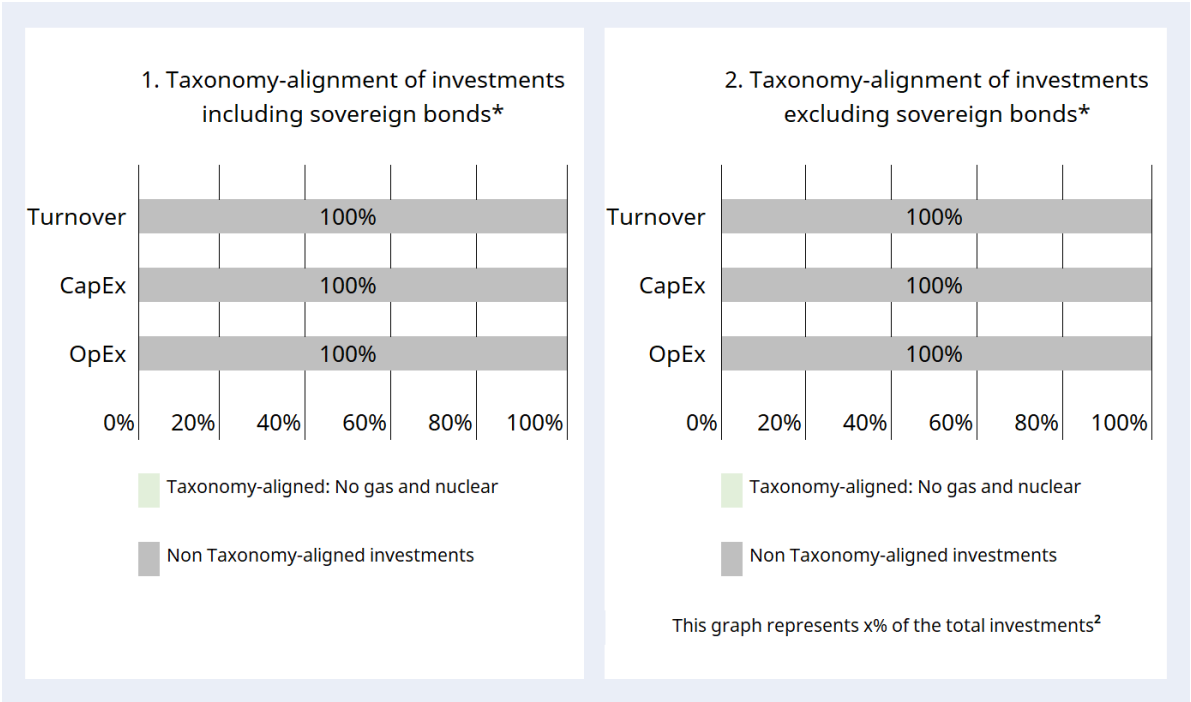 1. Taxonomy-alignment of investments
including sovereign bonds*
Turnover 100%
CapEx 100%
OpEx 100%
0% 20% 40% 60% 80% 100%
Taxonomy-aligned: No gas and nuclear
Non Taxonomy-aligned investments
2. Taxonomy-alignment of investments
excluding sovereign bonds*
Turnover 100%
CapEx 100%
OpEx 100%
0% 20% 40% 60% 80% 100%
Taxonomy-aligned: No gas and nuclear
Non Taxonomy-aligned investments
This graph represents x% of the total investments²